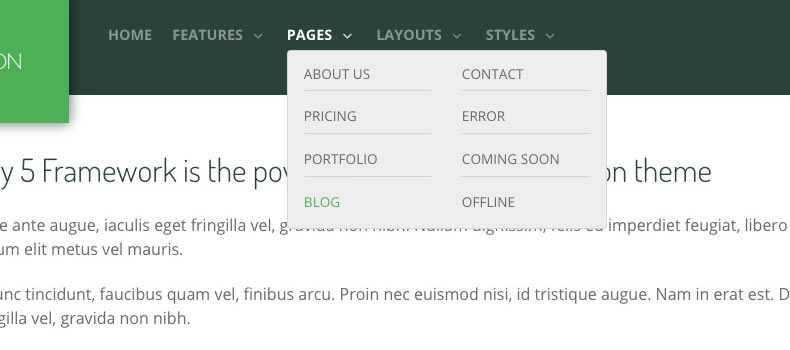 HOME FEATURES PAGES LAYOUTS STYLES
ON
ABOUT US CONTACT
PRICING ERROR
PORTFOLIO COMING SOON
BLOG OFFLINE
y 5 Framework is the pow on theme
e ante augue, iaculis eget fringilla vel, gravida non nibh. Nullam dignissim, felis eu imperdiet feugiat, libero
um elit metus vel mauris.
unc tincidunt, faucibus quam vel, finibus arcu. Proin nec euismod nisi, id tristique augue. Nam in erat est. D
gilla vel, gravida non nibh.